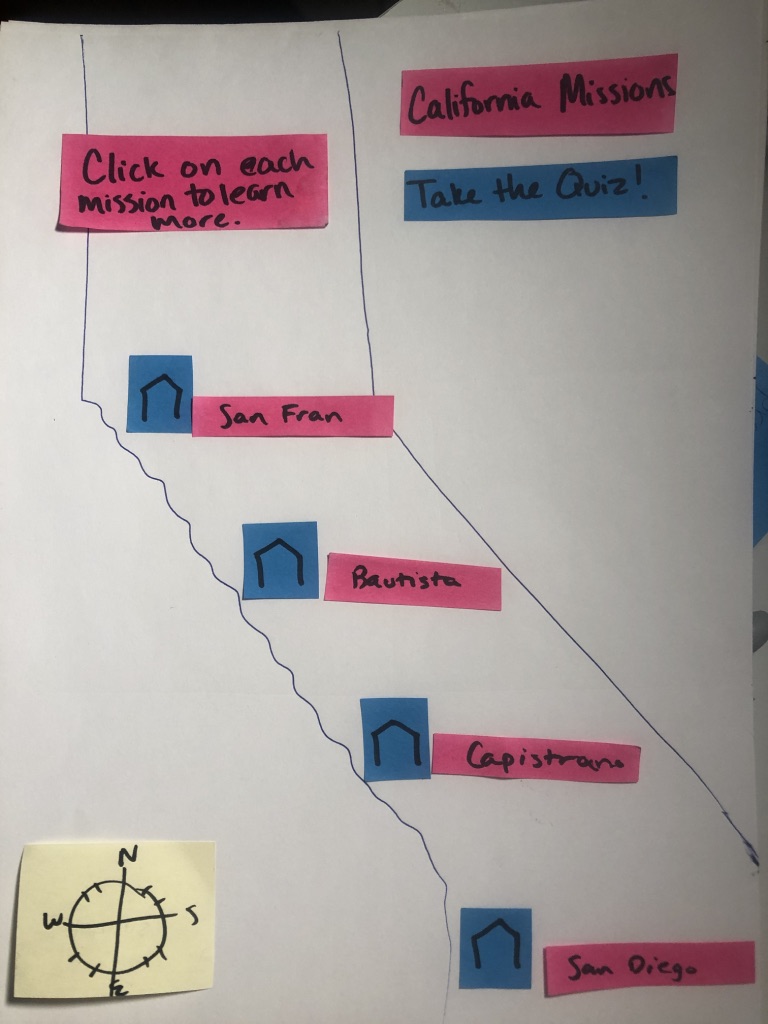 California Missions
Click on each
mission to learn
more.
Take the Quiz!
San Fran
Bautista
Capistrano
N
W
S
E
San Diego